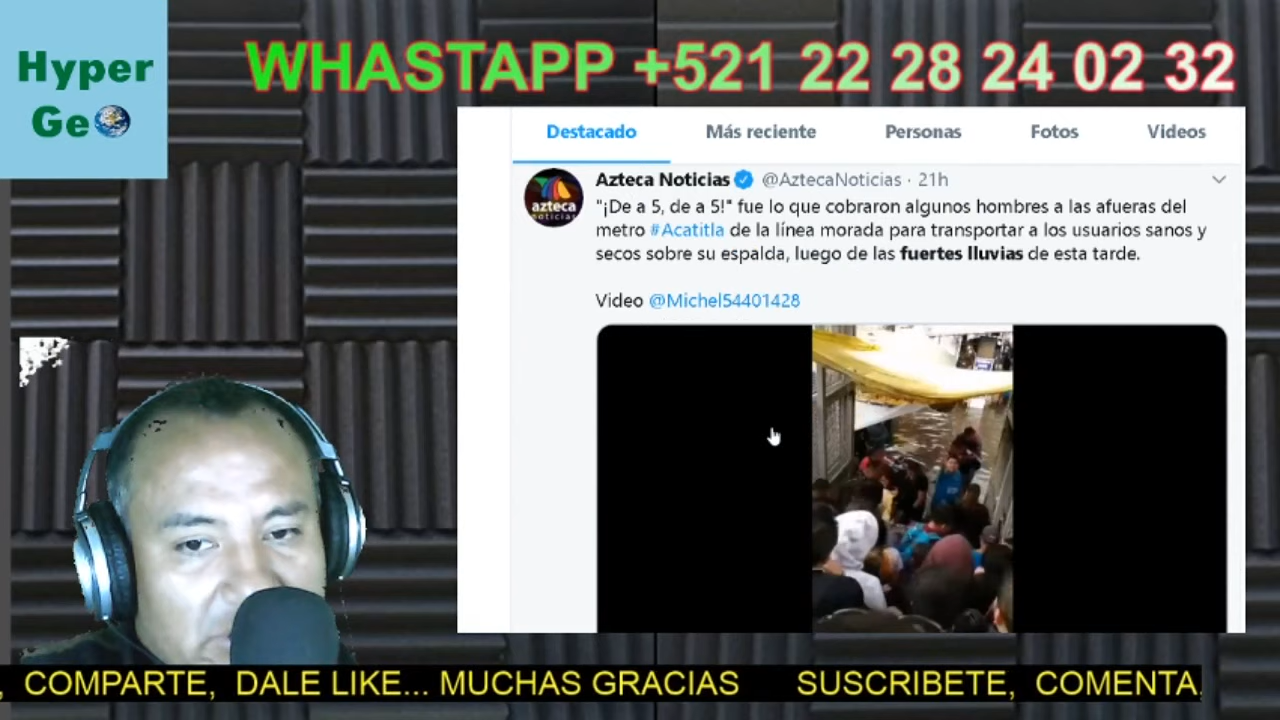 Hyper
Ge
WHASTAPP +521 22 28 24 02 32
Destacado Más reciente Personas Fotos Videos
Azteca Noticias @AztecaNoticias · 21h
azteca
noticias
"¡De a 5, de a 5!" fue lo que cobraron algunos hombres a las afueras del
metro #Acatitla de la línea morada para transportar a los usuarios sanos y
secos sobre su espalda, luego de las fuertes lluvias de esta tarde.
Video @Michel54401428
, COMPARTE, DALE LIKE... MUCHAS GRACIAS SUSCRIBETE, COMENTA,